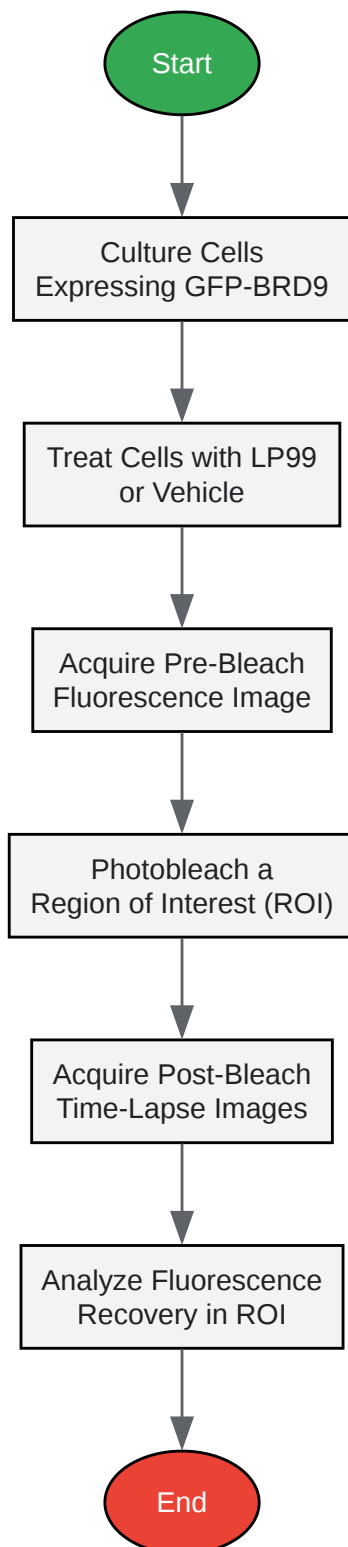 Start
Culture Cells
Expressing GFP-BRD9
Treat Cells with LP99
or Vehicle
Acquire Pre-Bleach
Fluorescence Image
Photobleach a
Region of Interest (ROI)
Acquire Post-Bleach
Time-Lapse Images
Analyze Fluorescence
Recovery in ROI
End